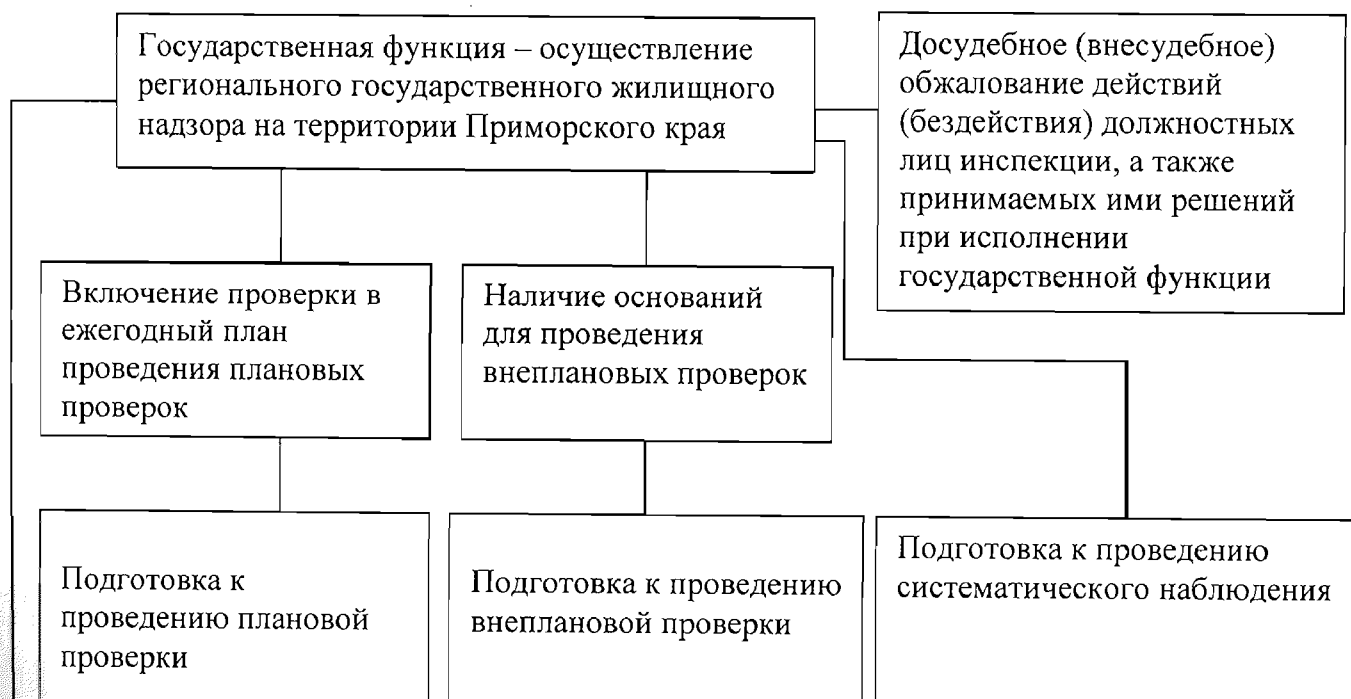 Государственная функция – осуществление
регионального государственного жилищного
надзора на территории Приморского края
Досудебное (внесудебное)
обжалование действий
(бездействия) должностных
лиц инспекции, а также
принимаемых ими решений
при исполнении
государственной функции
Включение проверки в
ежегодный план
проведения плановых
проверок
Наличие оснований
для проведения
внеплановых проверок
Подготовка к
проведению плановой
проверки
Подготовка к проведению
внеплановой проверки
Подготовка к проведению
систематического наблюдения